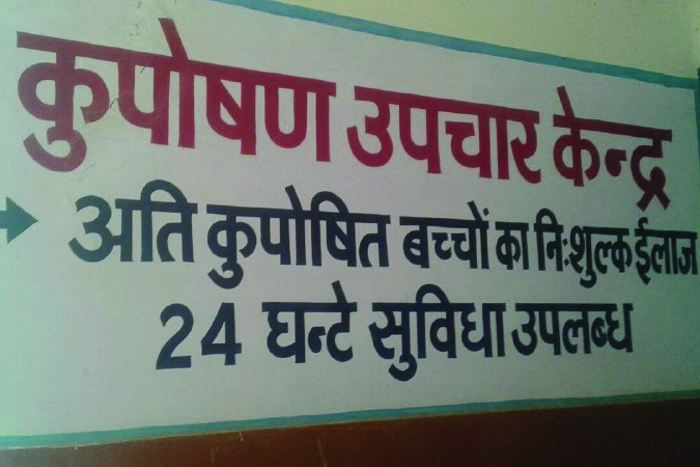 कुपोषण उपचार केन्द्र
अति कुपोषित बच्चों का निःशुल्क ईलाज
24 घन्टे सुविधा उपलब्ध